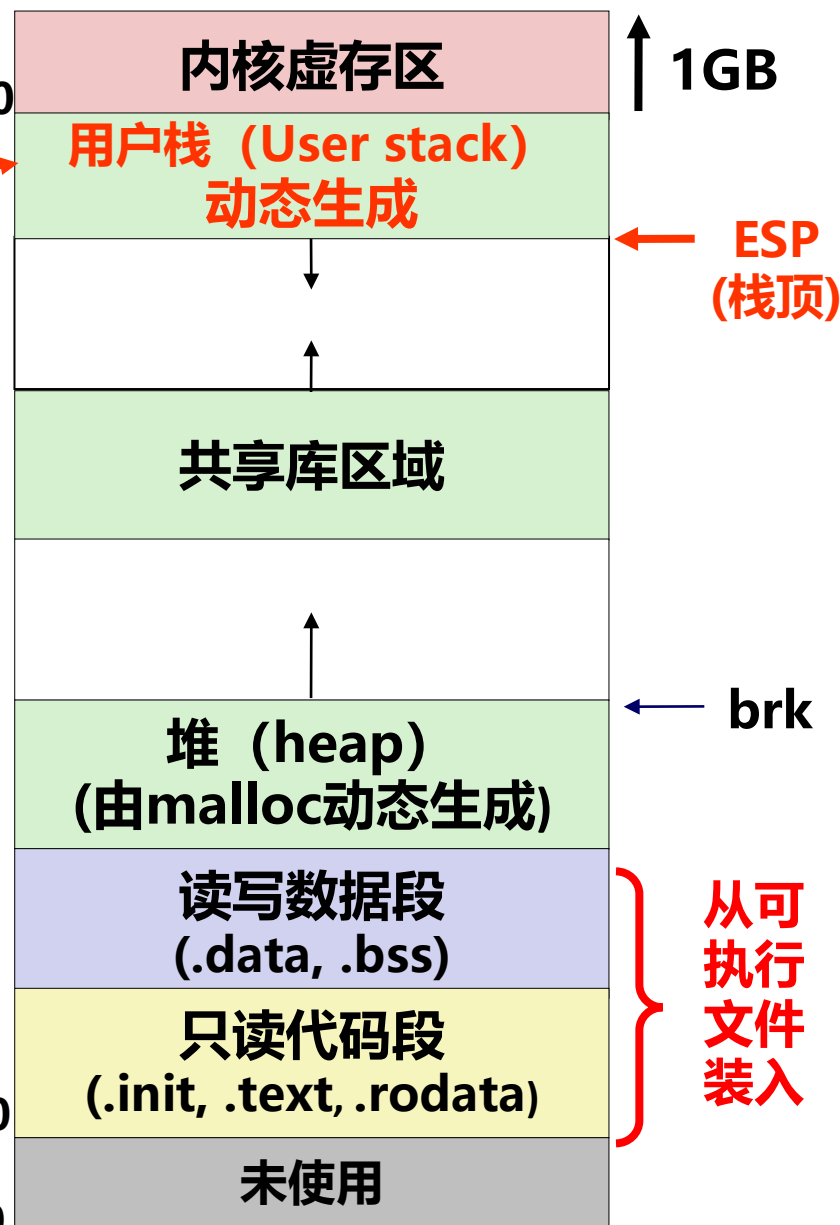 内核虚存区
1GB
0
用户栈（User stack）
动态生成
ESP
(栈顶)
共享库区域
brk
堆（heap）
(由malloc动态生成)
读写数据段
(.data, .bss)
从可
执行
文件
装入
只读代码段
(.init, .text, .rodata)
0
未使用